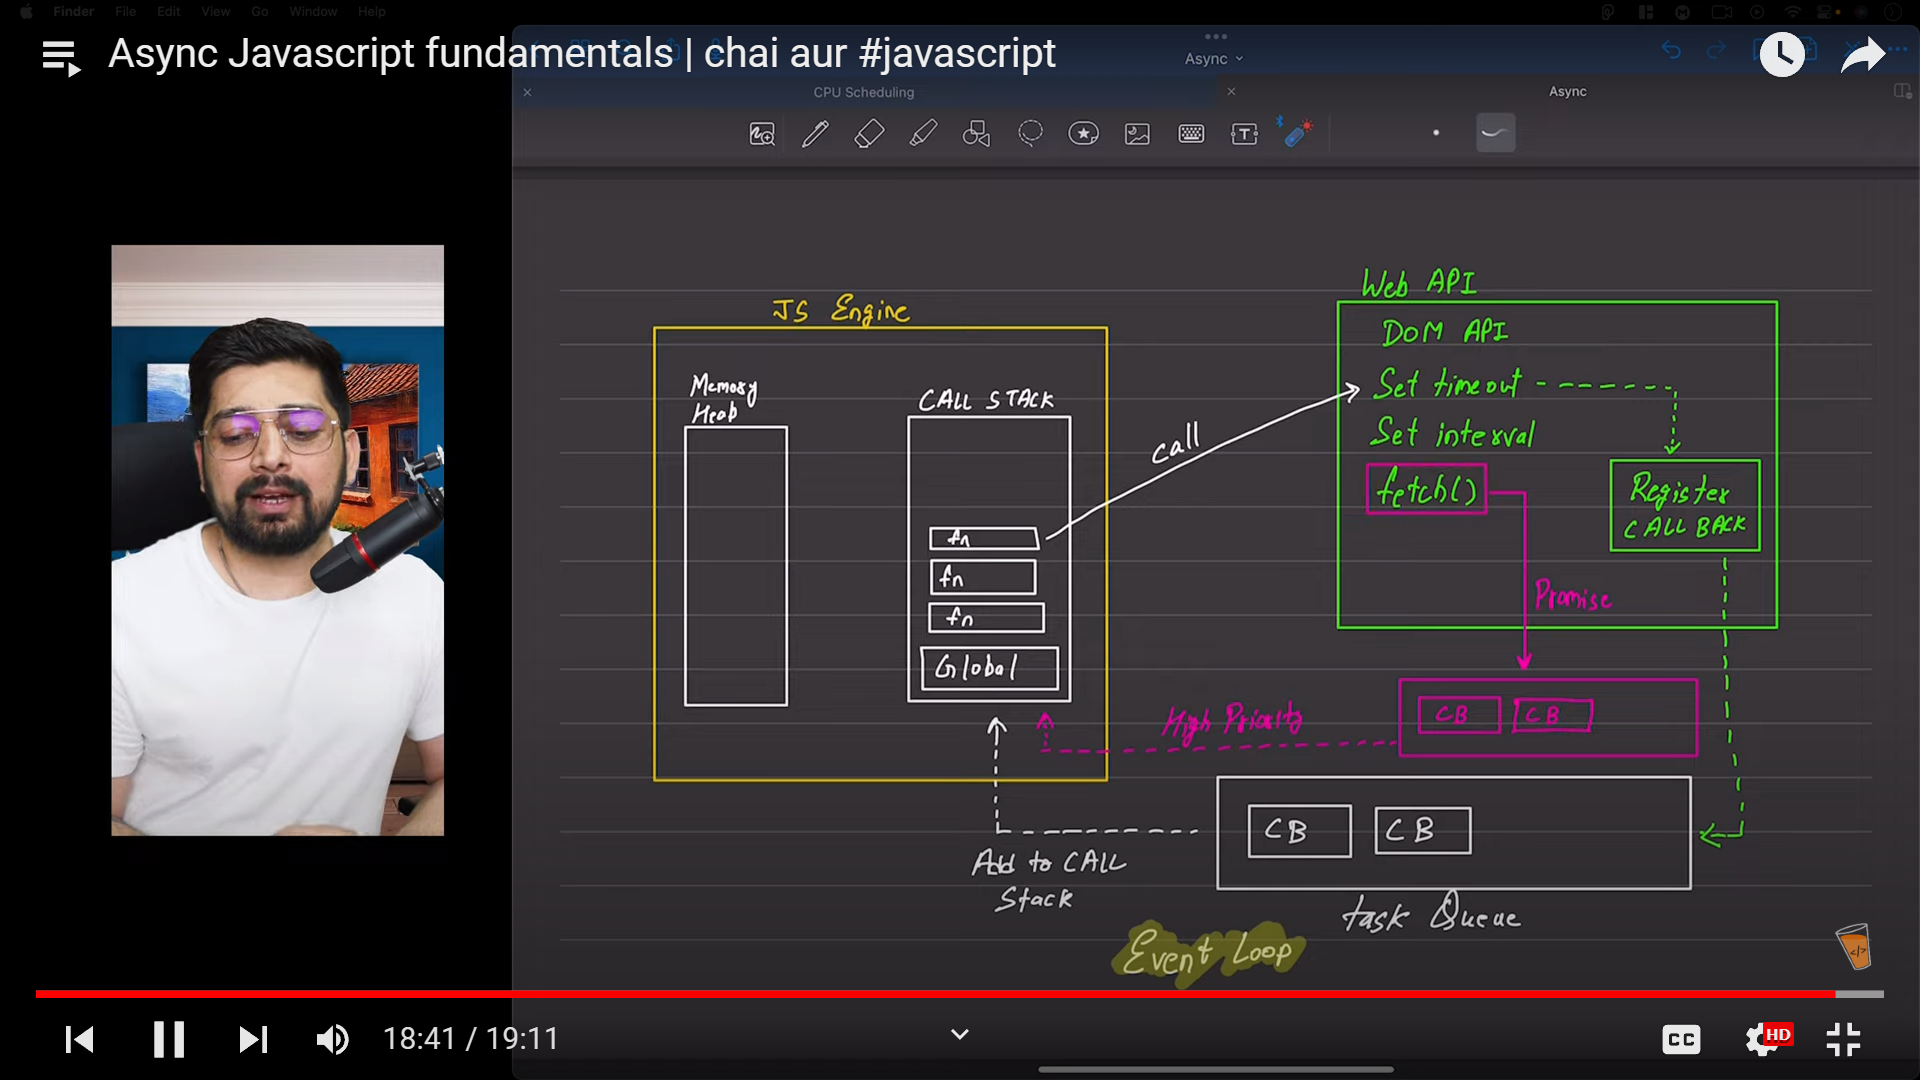 Finder File Edit View Go Window Help
Async Javascript fundamentals | chai aur #javascript
Async
CPU Scheduling
Async
JS Engine
Memory
Heap
CALL STACK
fn
fn
fn
Global
call
Web API
DOM API
Set timeout
Set interval
fetch()
Register
CALL BACK
Promise
High Priority
CB CB
CB CB
Add to CALL
Stack
task Queue
Event Loop
</>
18:41 / 19:11
CC
HD